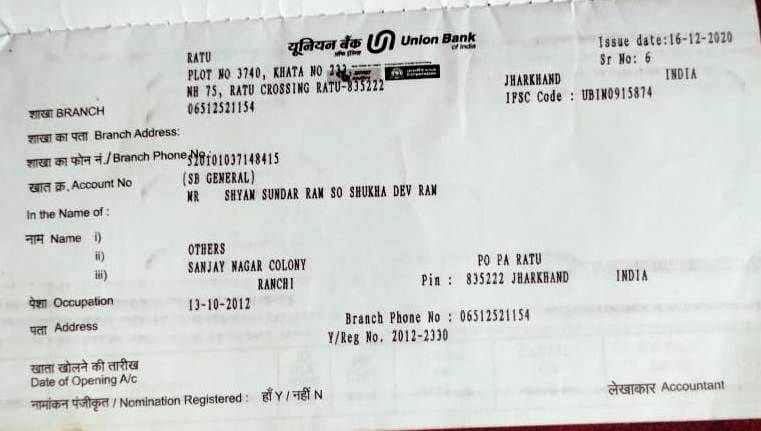 यूनियन बैंक Union Bank
of India
Issue date:16-12-2020
Sr No: 6
RATU
PLOT NO 3740, KHATA NO
NH 75, RATU CROSSING RATU-835222
JHARKHAND INDIA
IFSC Code : UBIN0915874
शाखा BRANCH 06512521154
शाखा का पता Branch Address:
शाखा का फोन नं./Branch Phone No: 520101037148415
खात क्र. Account No (SB GENERAL)
MR SHYAM SUNDAR RAM SO SHUKHA DEV RAM
In the Name of :
नाम Name i)
ii) OTHERS
iii) SANJAY NAGAR COLONY PO PA RATU
RANCHI Pin : 835222 JHARKHAND INDIA
पेशा Occupation 13-10-2012
पता Address Branch Phone No : 06512521154
Y/Reg No. 2012-2330
खाता खोलने की तारीख
Date of Opening A/c
नामांकन पंजीकृत / Nomination Registered : हाँ Y / नहीं N
लेखाकार Accountant